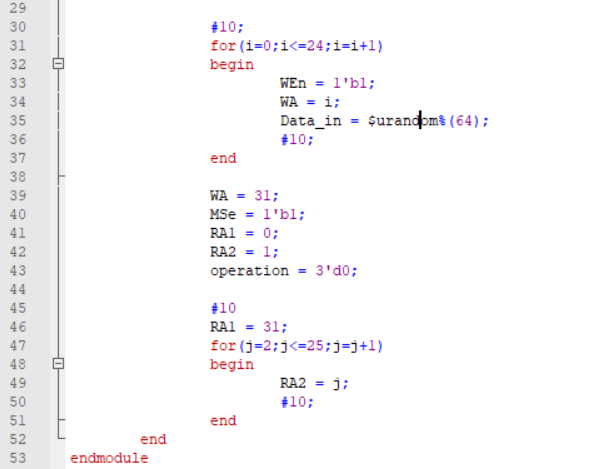 29
30 #10;
31 for(i=0;i<=24;i=i+1)
32 begin
33 WEn = 1'b1;
34 WA = i;
35 Data_in = $urandom%(64);
36 #10;
37 end
38
39 WA = 31;
40 MSe = 1'b1;
41 RA1 = 0;
42 RA2 = 1;
43 operation = 3'd0;
44
45 #10
46 RA1 = 31;
47 for(j=2;j<=25;j=j+1)
48 begin
49 RA2 = j;
50 #10;
51 end
52 end
53 endmodule